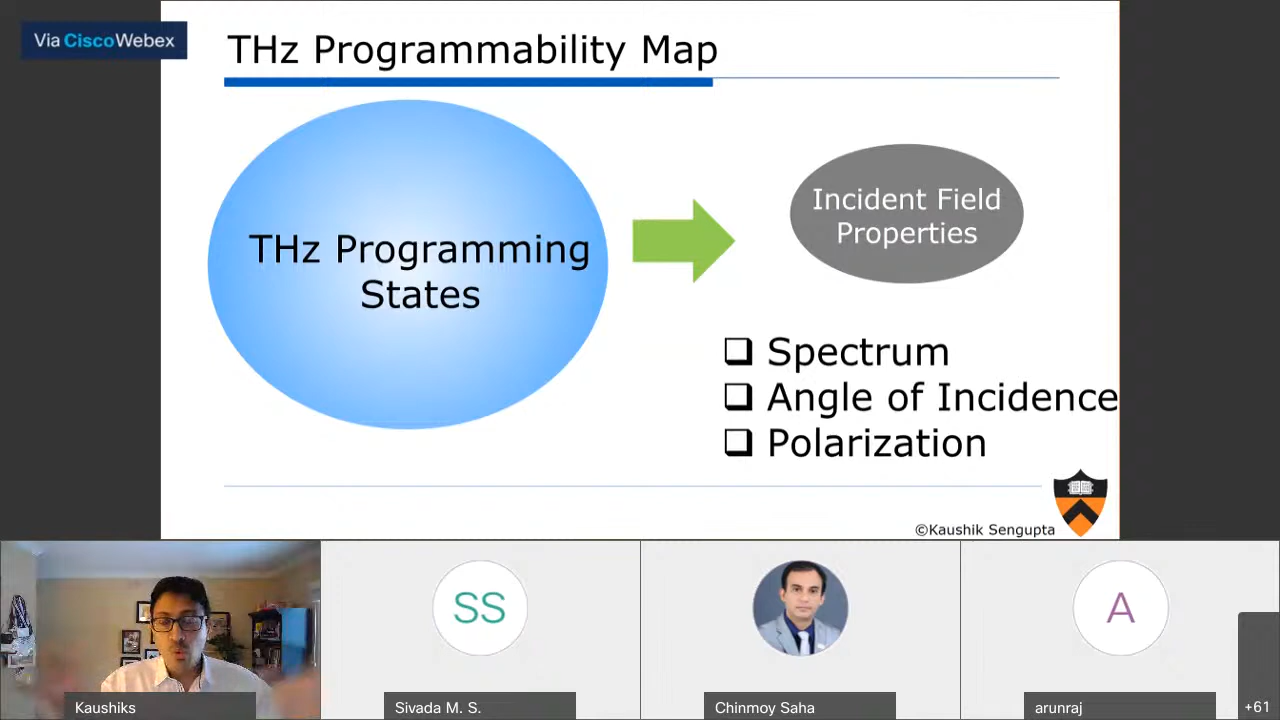 Via CiscoWebex
THz Programmability Map
THz Programming
States
Incident Field
Properties
Spectrum
Angle of Incidence
Polarization
©Kaushik Sengupta
SS
A
Kaushiks
Sivada M. S.
Chinmoy Saha
arunraj
+61